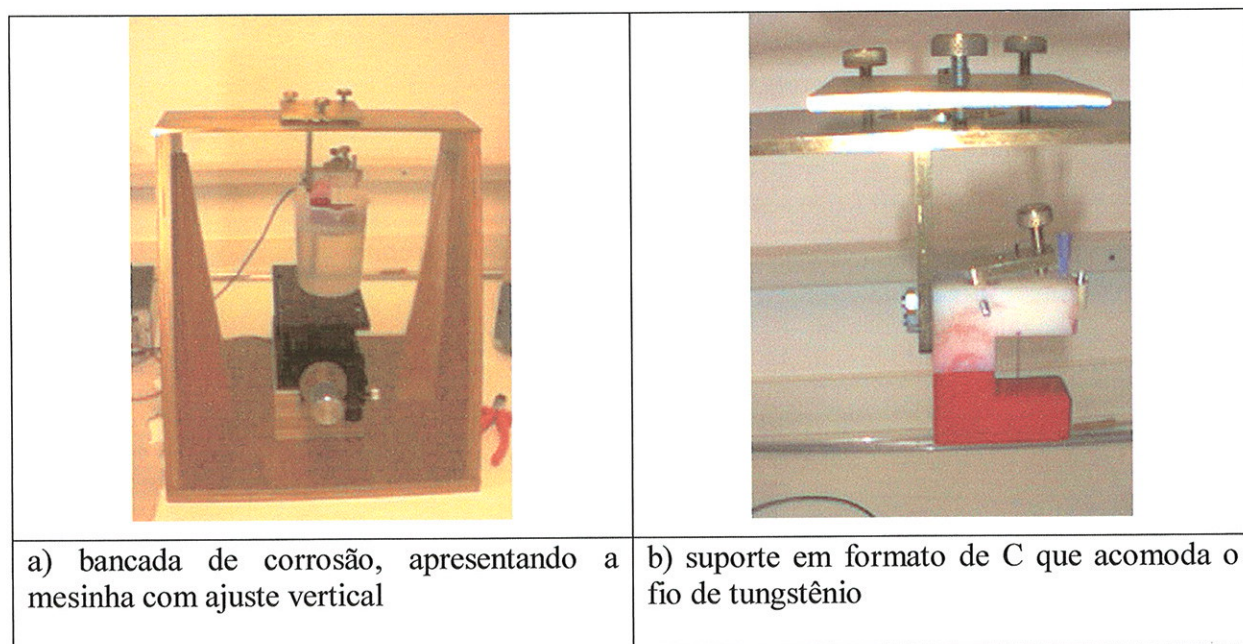 a) bancada de corrosão, apresentando a
mesinha com ajuste vertical
b) suporte em formato de C que acomoda o
fio de tungstênio